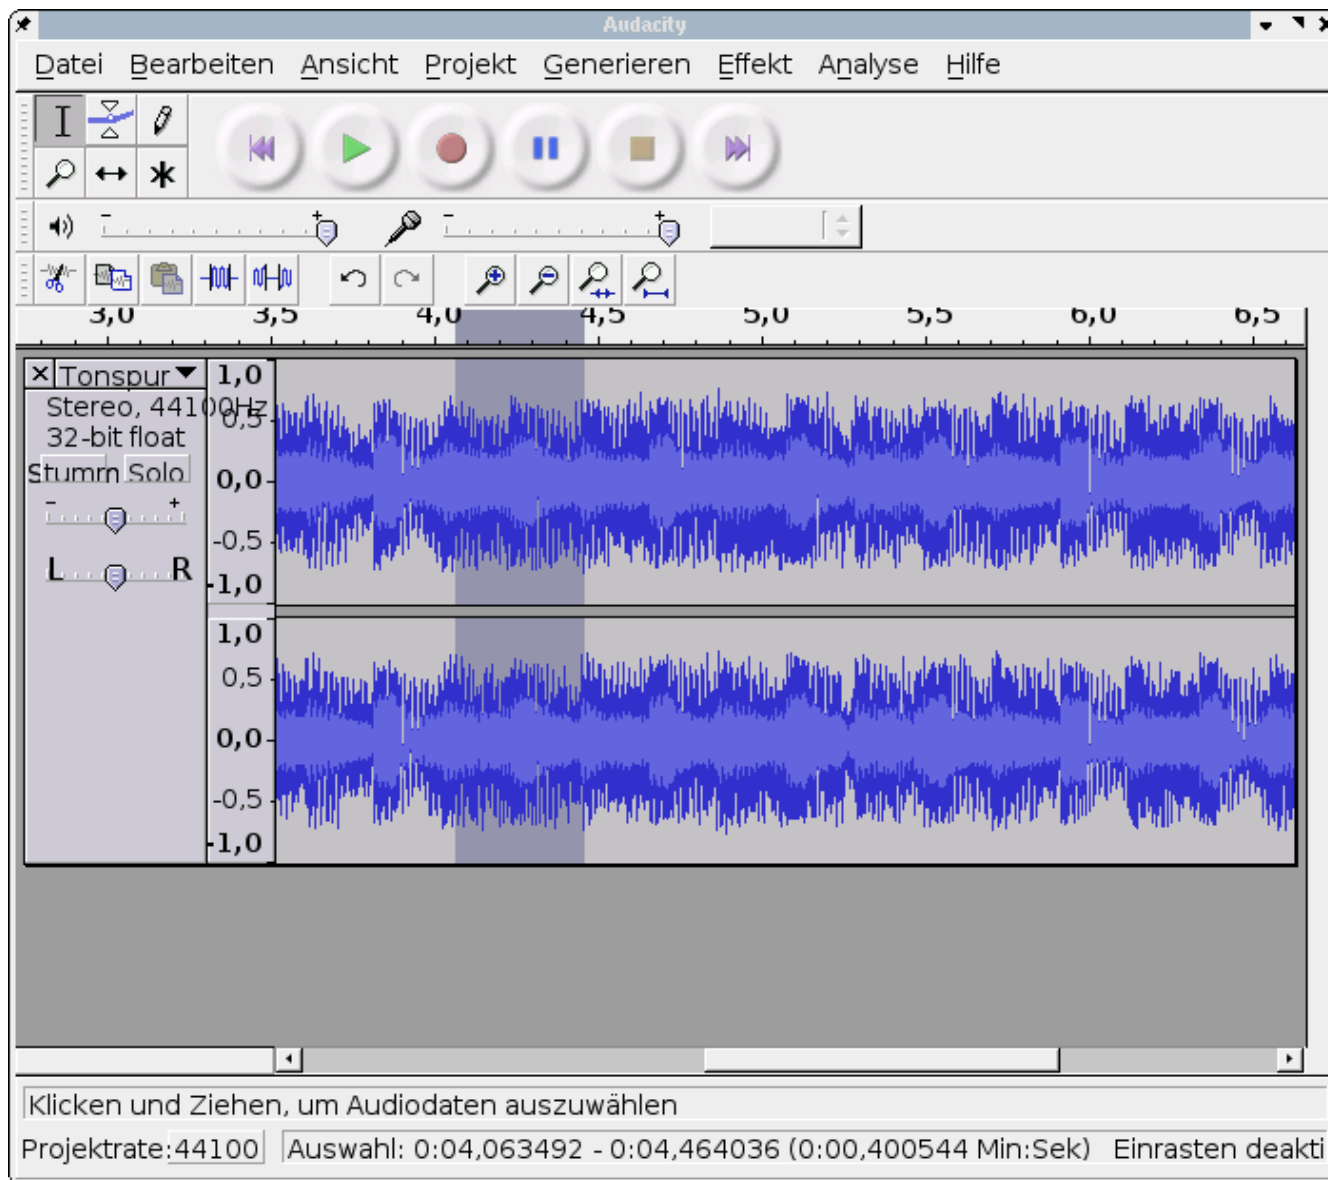 Audacity
Datei Bearbeiten Ansicht Projekt Generieren Effekt Analyse Hilfe
- +
- +
3,0 3,5 4,0 4,5 5,0 5,5 6,0 6,5
Tonspur
Stereo, 44100Hz
32-bit float
Stumm Solo
- +
L R
1,0
0,5
0,0
-0,5
-1,0
1,0
0,5
0,0
-0,5
-1,0
Klicken und Ziehen, um Audiodaten auszuwählen
Projektrate: 44100 Auswahl: 0:04,063492 - 0:04,464036 (0:00,400544 Min:Sek) Einrasten deakti